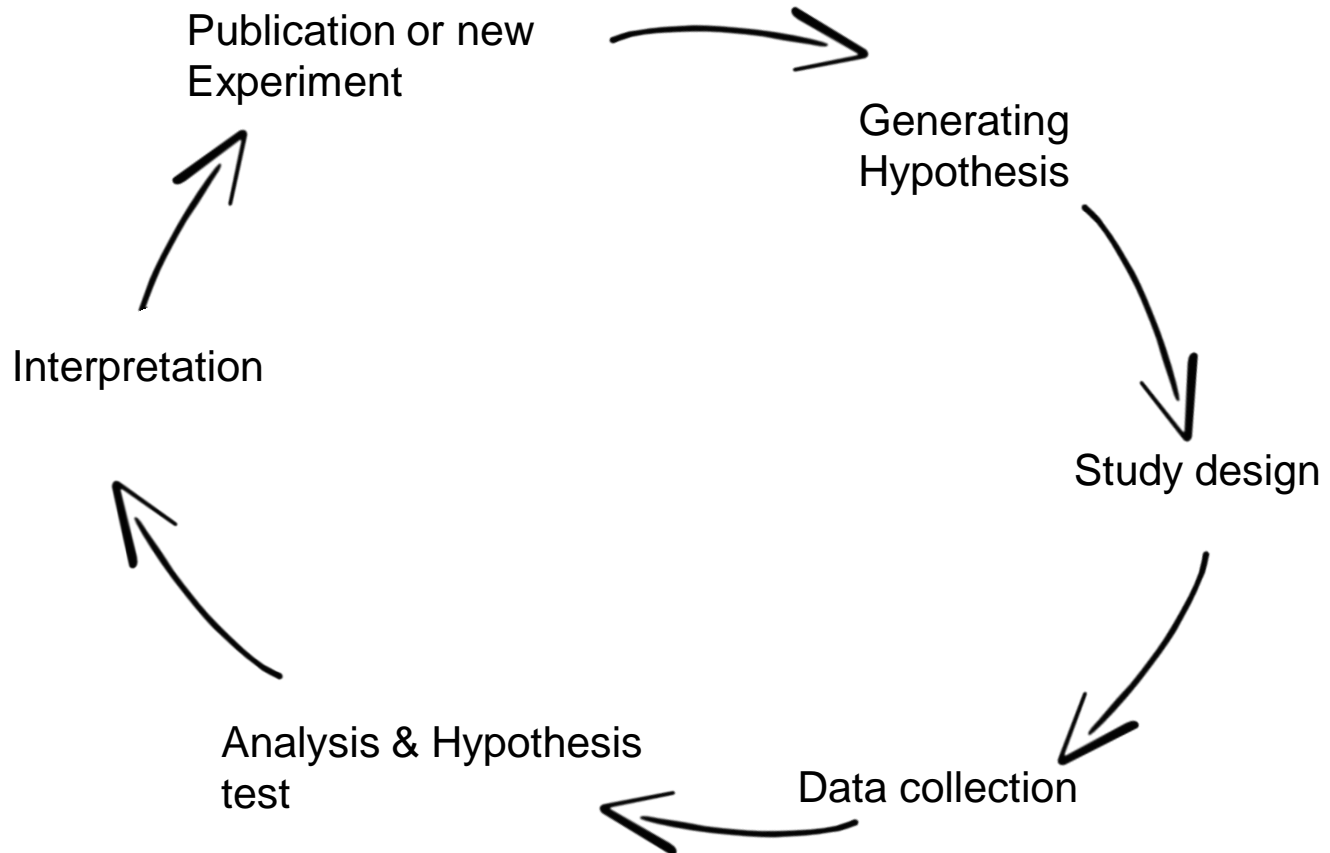 Publication or new
Experiment
Generating
Hypothesis
Study design
Data collection
Analysis & Hypothesis
test
Interpretation